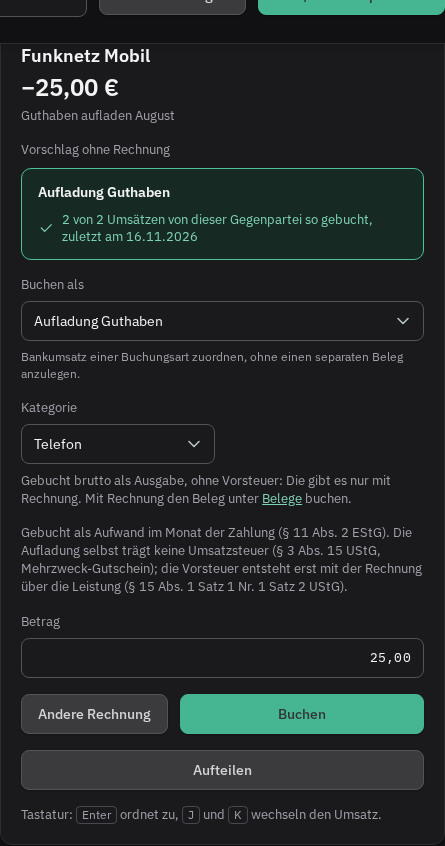 Funknetz Mobil
−25,00 €
Guthaben aufladen August
Vorschlag ohne Rechnung
Aufladung Guthaben
2 von 2 Umsätzen von dieser Gegenpartei so gebucht,
zuletzt am 16.11.2026
Buchen als
Aufladung Guthaben
Bankumsatz einer Buchungsart zuordnen, ohne einen separaten Beleg
anzulegen.
Kategorie
Telefon
Gebucht brutto als Ausgabe, ohne Vorsteuer: Die gibt es nur mit
Rechnung. Mit Rechnung den Beleg unter Belege buchen.
Gebucht als Aufwand im Monat der Zahlung (§ 11 Abs. 2 EStG). Die
Aufladung selbst trägt keine Umsatzsteuer (§ 3 Abs. 15 UStG,
Mehrzweck-Gutschein); die Vorsteuer entsteht erst mit der Rechnung
über die Leistung (§ 15 Abs. 1 Satz 1 Nr. 1 Satz 2 UStG).
Betrag
25,00
Andere Rechnung Buchen
Aufteilen
Tastatur: Enter ordnet zu, J und K wechseln den Umsatz.